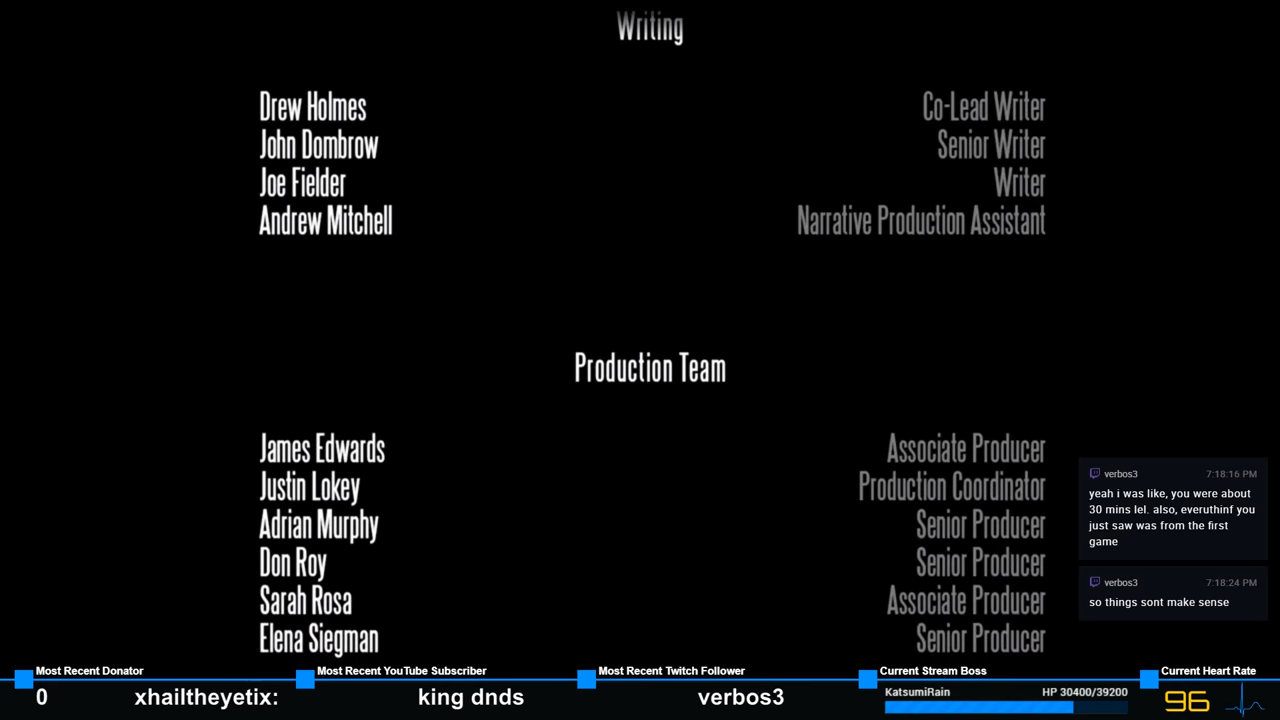 Writing
Drew Holmes Co-Lead Writer
John Dombrow Senior Writer
Joe Fielder Writer
Andrew Mitchell Narrative Production Assistant
Production Team
James Edwards Associate Producer
Justin Lokey Production Coordinator
Adrian Murphy Senior Producer
Don Roy Senior Producer
Sarah Rosa Associate Producer
Elena Siegman Senior Producer
verbos3 7:18:16 PM
yeah i was like, you were about
30 mins lel. also, everuthinf you
just saw was from the first
game
verbos3 7:18:24 PM
so things sont make sense
Most Recent Donator Most Recent YouTube Subscriber Most Recent Twitch Follower Current Stream Boss Current Heart Rate
0 xhailtheyetix: king dnds verbos3 KatsumiRain HP 30400/39200 96